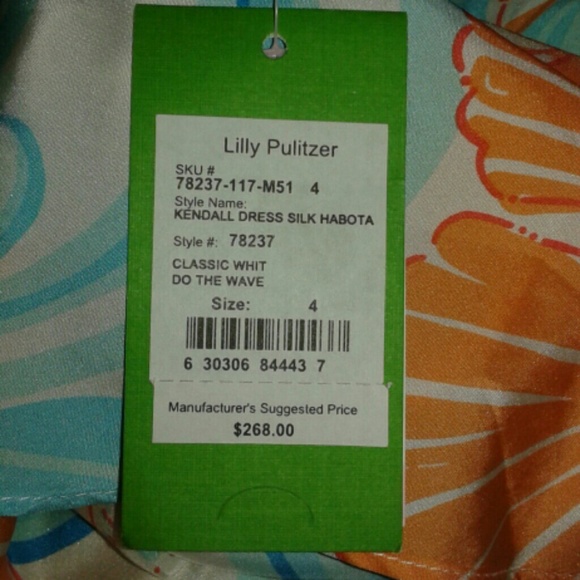 Lilly Pulitzer
SKU #
78237-117-M51 4
Style Name:
KENDALL DRESS SILK HABOTA
Style #: 78237
CLASSIC WHIT
DO THE WAVE
Size: 4
6 30306 84443 7
Manufacturer's Suggested Price
$268.00